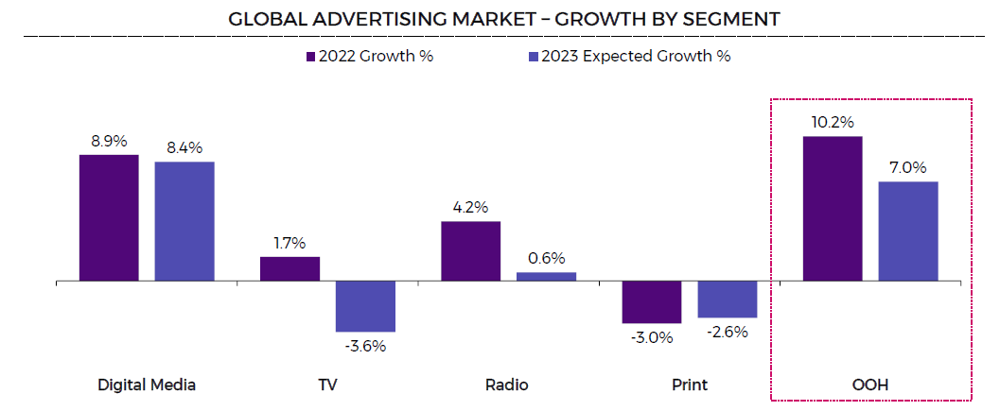 GLOBAL ADVERTISING MARKET – GROWTH BY SEGMENT
2022 Growth % 2023 Expected Growth %
8.9% 8.4% 1.7% -3.6% 4.2% 0.6% -3.0% -2.6% 10.2% 7.0%
Digital Media TV Radio Print OOH